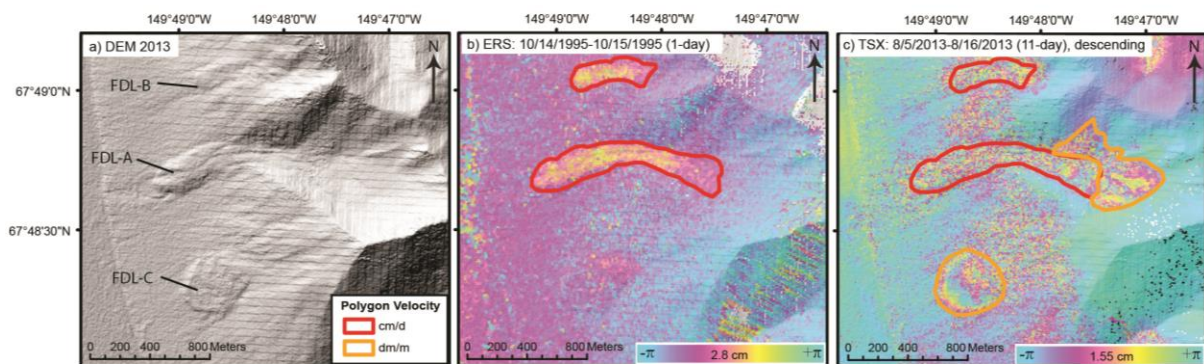 149°49'0"W 149°48'0"W
149°49'0"W 149°48'0"W 149°47'0"W
149°49'0"W 149°48'0"W 149°47'0"W
a) DEM 2013
N
b) ERS: 10/14/1995-10/15/1995 (1-day)
N
c) TSX: 8/5/2013-8/16/2013 (11-day), descending
N
67°49'0"N
FDL-B
FDL-A
67°48'30"N
FDL-C
Polygon Velocity
cm/d
dm/m
0 200 400 800 Meters
0 200 400 800 Meters
-π 2.8 cm +π
0 200 400 800 Meters
-π 1.55 cm +π